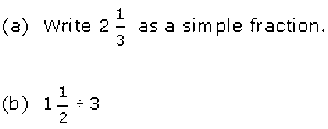 (a) Write 2 1/3 as a simple fraction.
(b) 1 1/2 ÷ 3